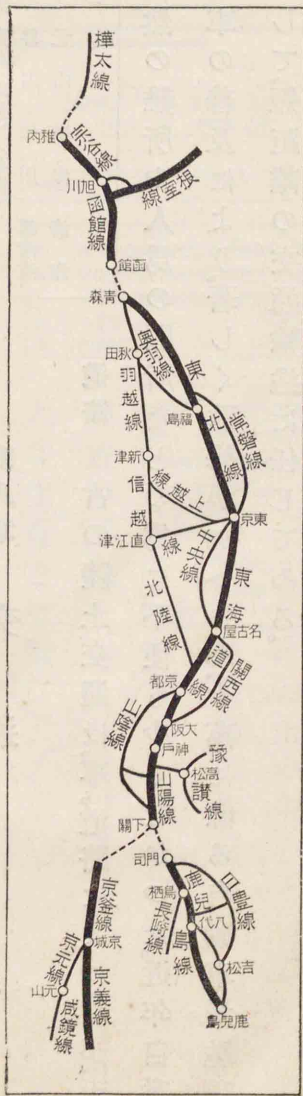 樺太線
稚内
宗谷線
旭川
根室線
函館線
函館
青森
奥羽線
秋田
東北線
羽越線
福島
常磐線
新津
上越線
信越線
東京
直江津
中央線
東海道線
北陸線
名古屋
関西線
京都
大阪
山陰線
神戸
豫讃線
高松
山陽線
下關
門司
京釜線
鹿兒島線
日豊線
鳥栖
八代
長崎線
京城
京元線
京義線
吉松
元山
咸鏡線
鹿兒島